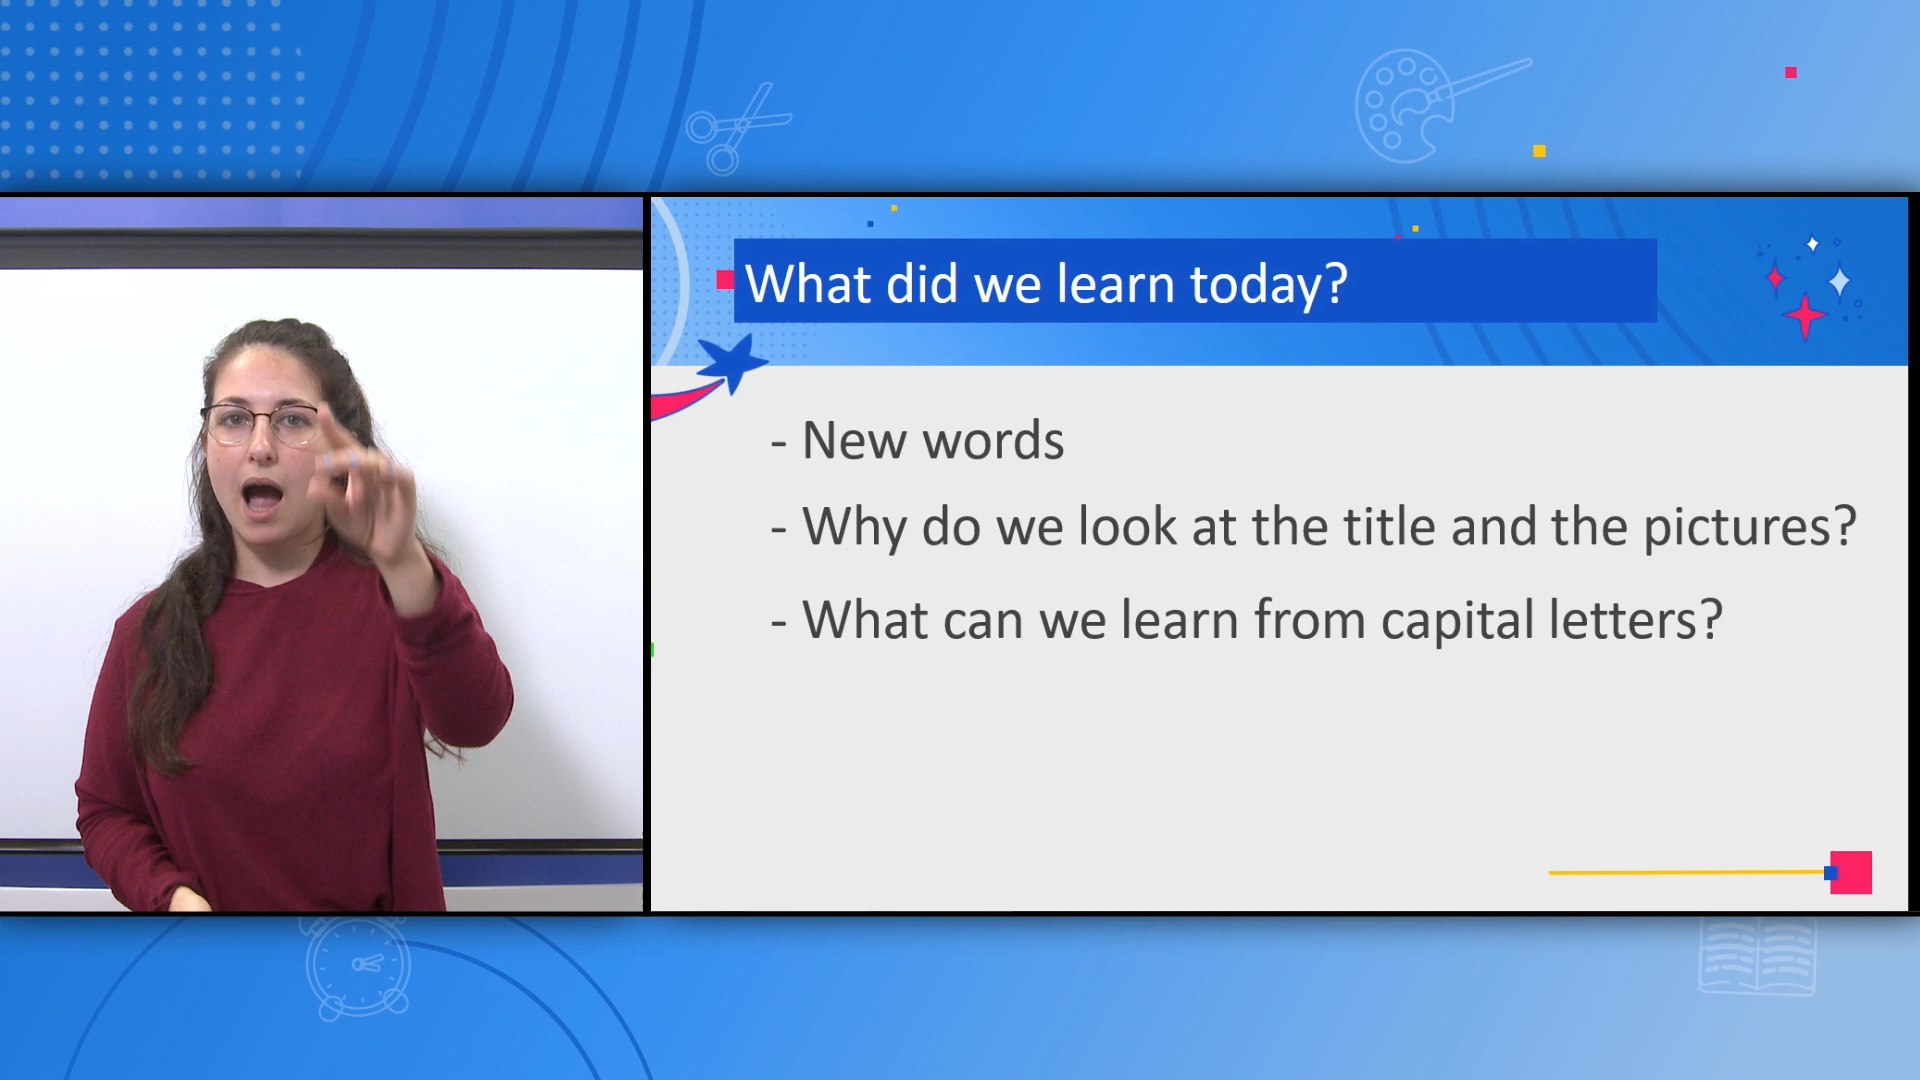 What did we learn today?
- New words
- Why do we look at the title and the pictures?
- What can we learn from capital letters?